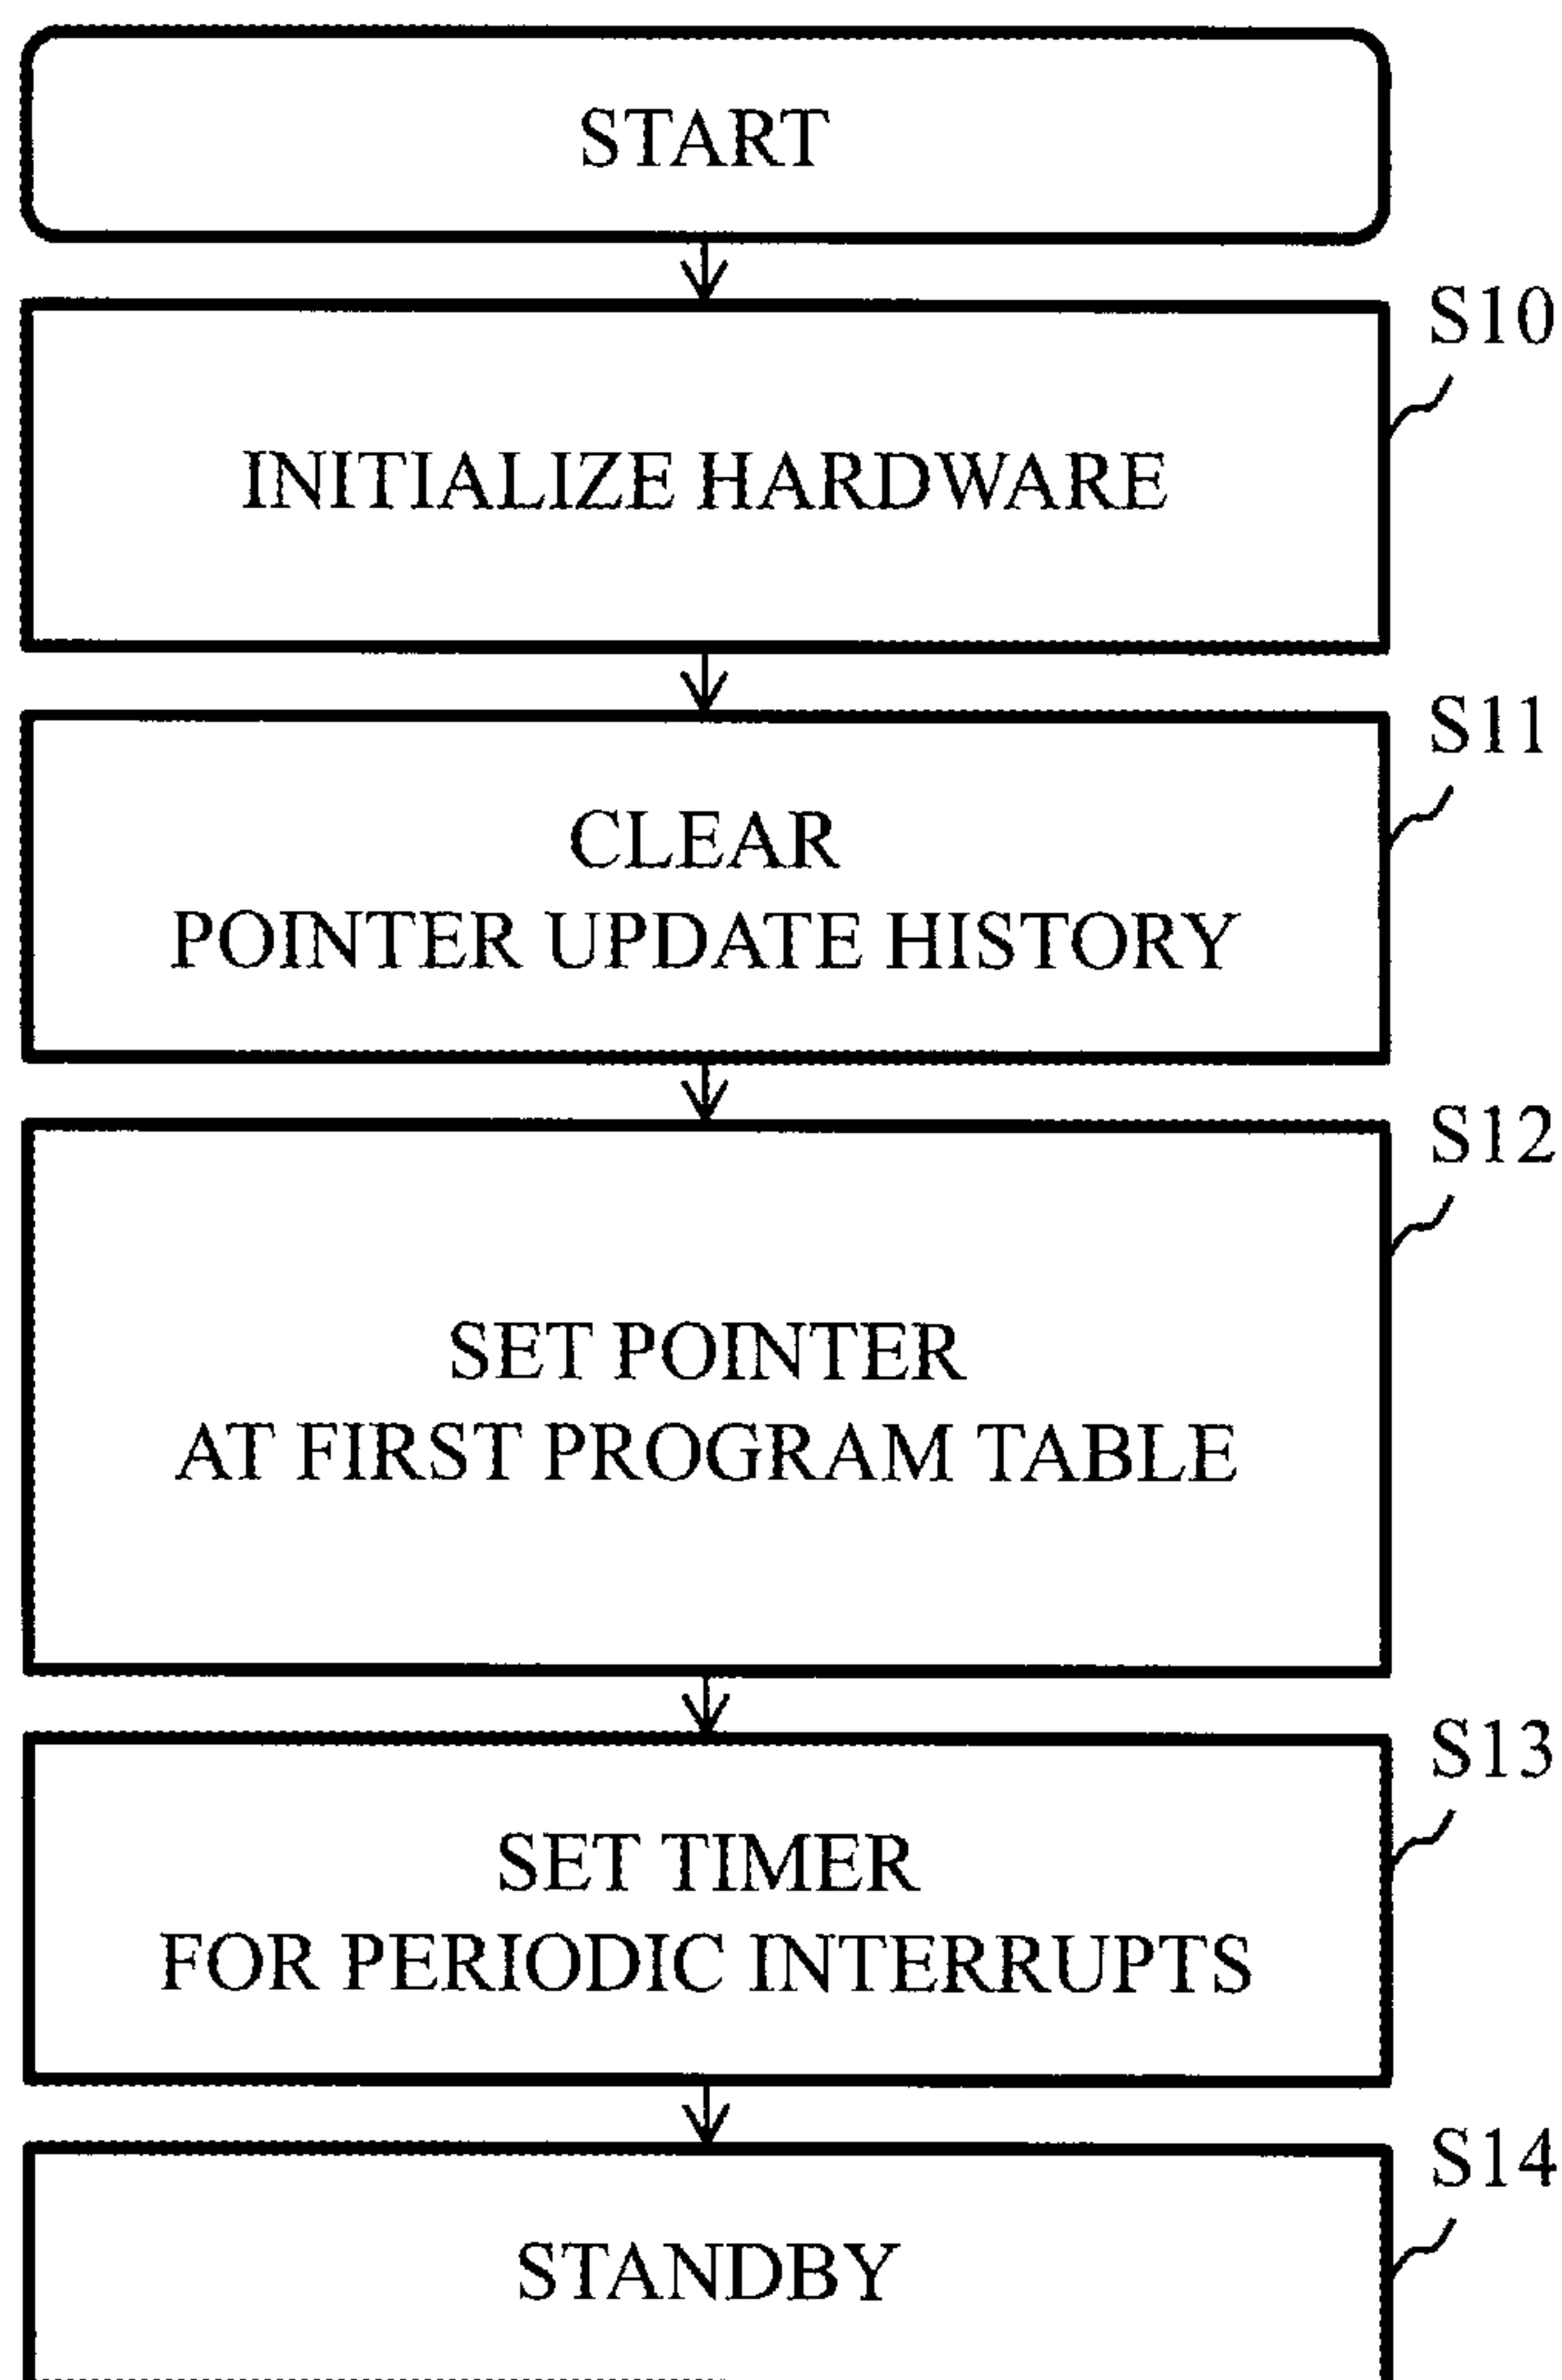 START
S10
INITIALIZE HARDWARE
S11
CLEAR
POINTER UPDATE HISTORY
S12
SET POINTER
AT FIRST PROGRAM TABLE
S13
SET TIMER
FOR PERIODIC INTERRUPTS
S14
STANDBY